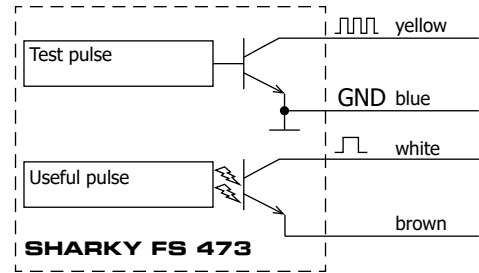 yellow
Test pulse
GND blue
white
Useful pulse
brown
SHARKY FS 473